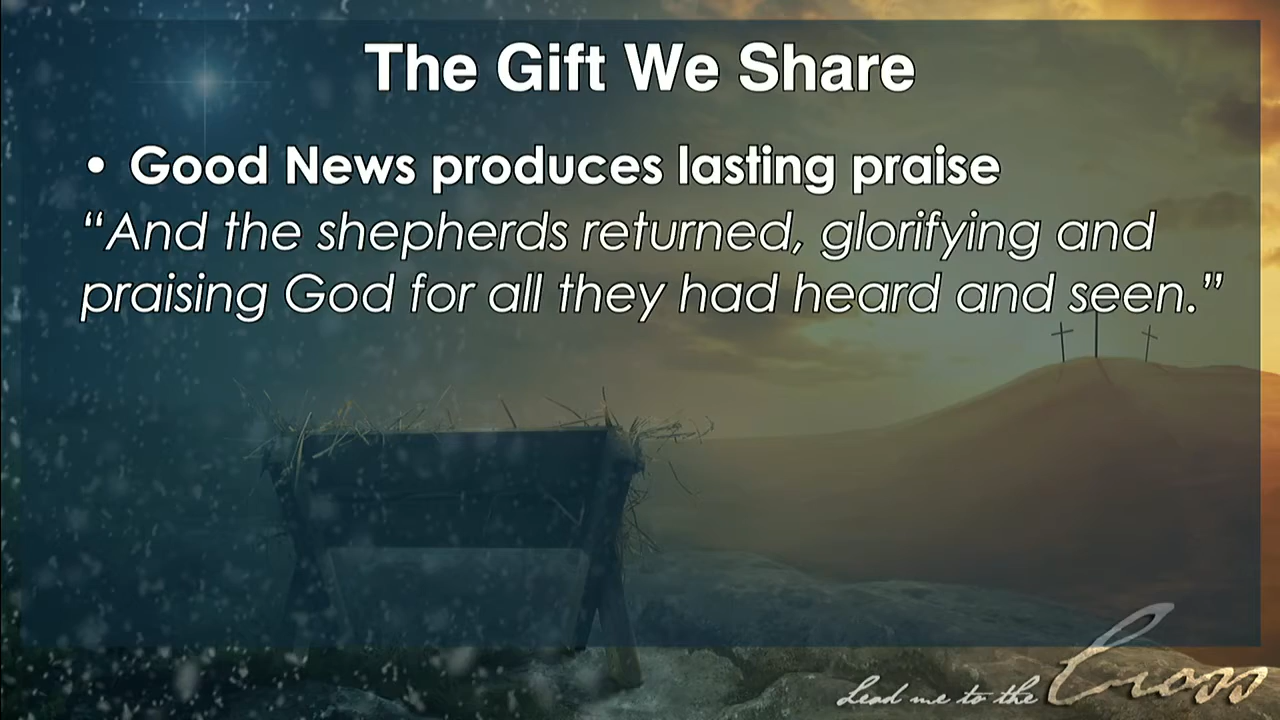 The Gift We Share
• Good News produces lasting praise
“And the shepherds returned, glorifying and
praising God for all they had heard and seen.”
Lead me to the Cross